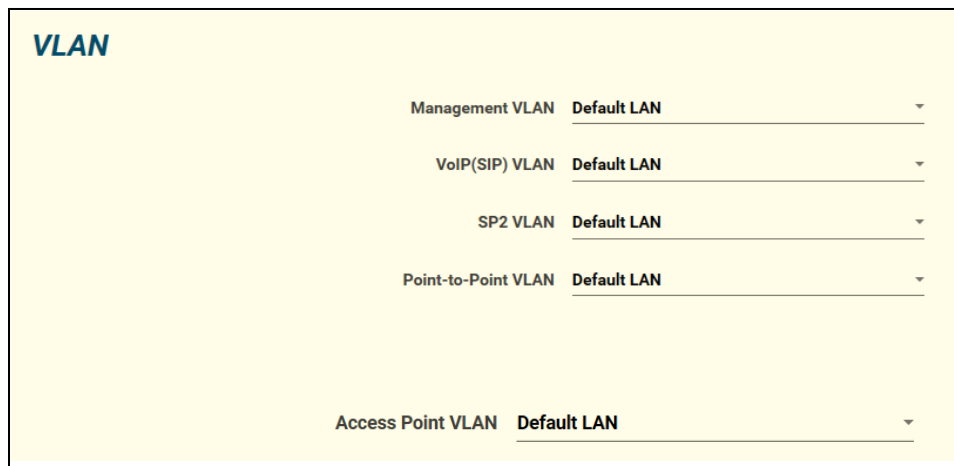 VLAN
Management VLAN Default LAN
VoIP(SIP) VLAN Default LAN
SP2 VLAN Default LAN
Point-to-Point VLAN Default LAN
Access Point VLAN Default LAN